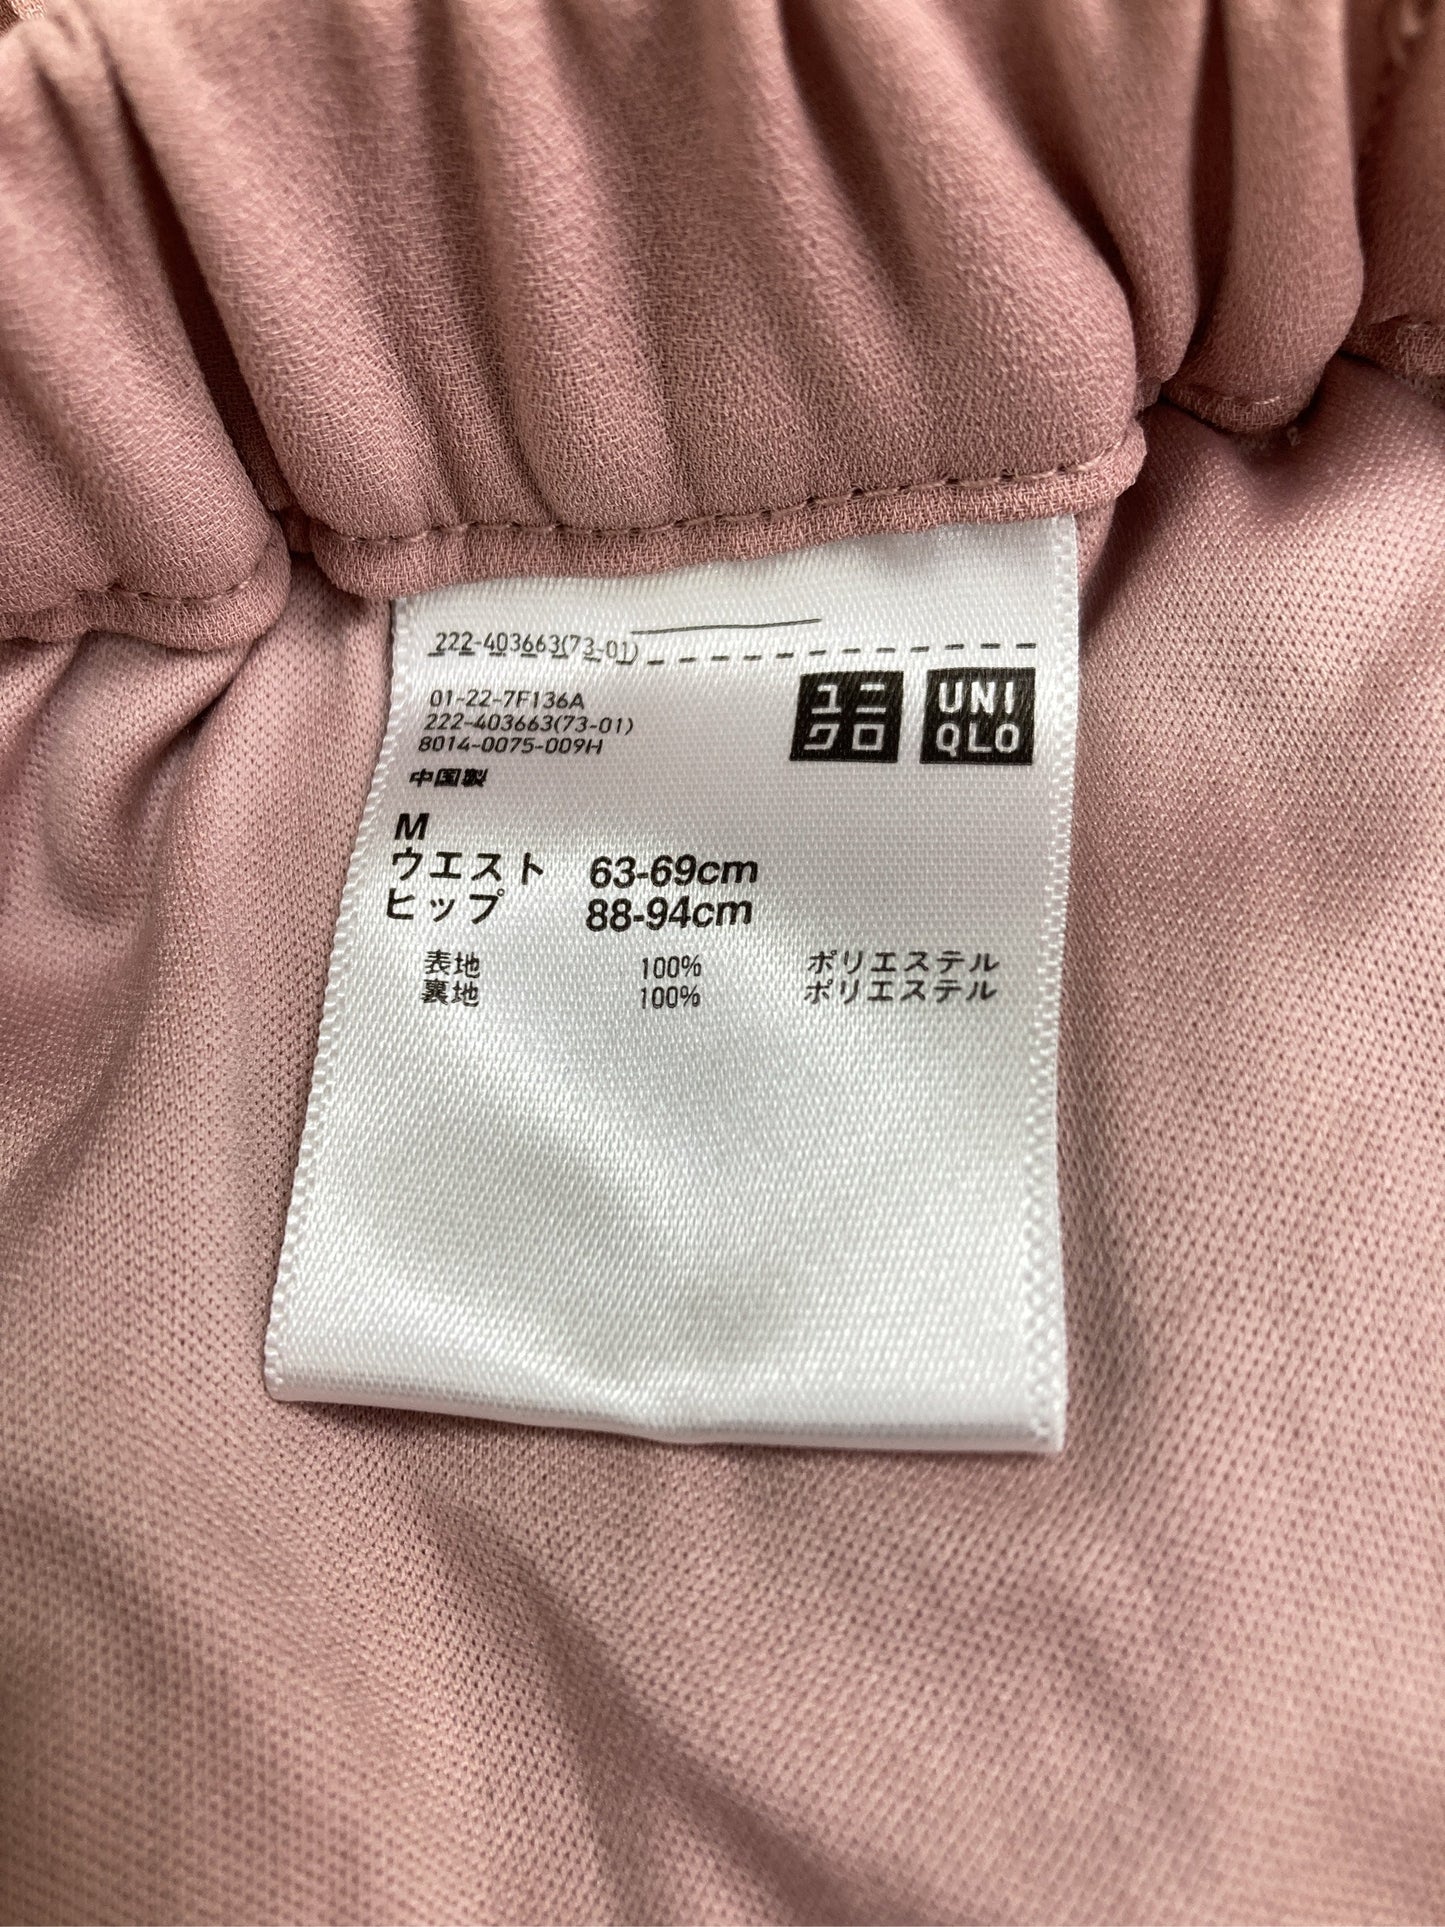 222-403663(73-01)
01-22-7F136A
222-403663(73-01)
8014-0075-009H
中国製
ユニ
クロ
UNI
QLO
M
ウエスト 63-69cm
ヒップ 88-94cm
表地 100% ポリエステル
裏地 100% ポリエステル